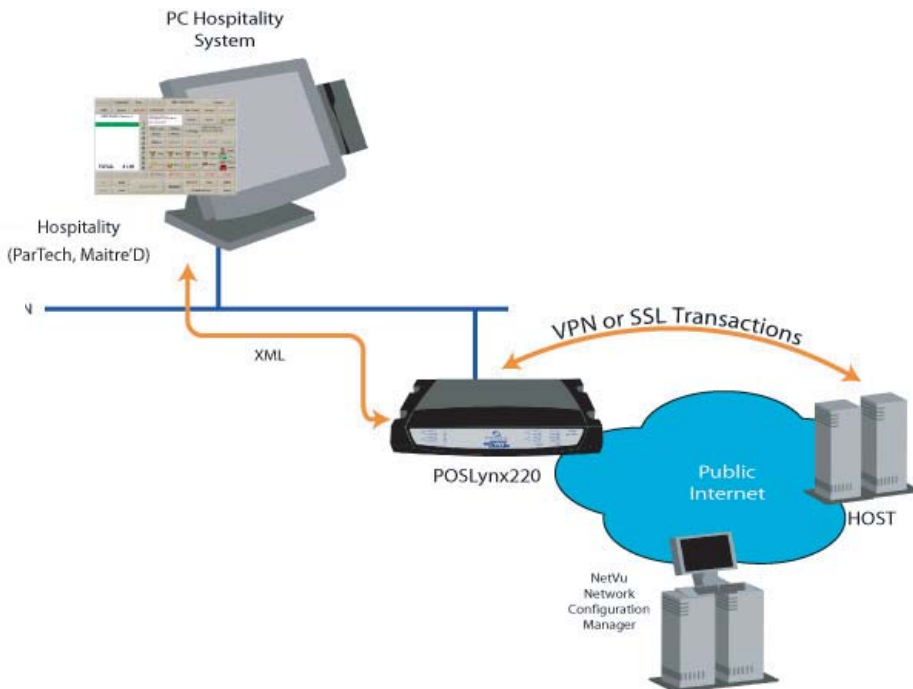 PC Hospitality
System
TOTAL
Hospitality
(ParTech, Maitre'D)
N
XML
VPN or SSL Transactions
POSLynx220
Public
Internet
HOST
NetVu
Network
Configuration
Manager